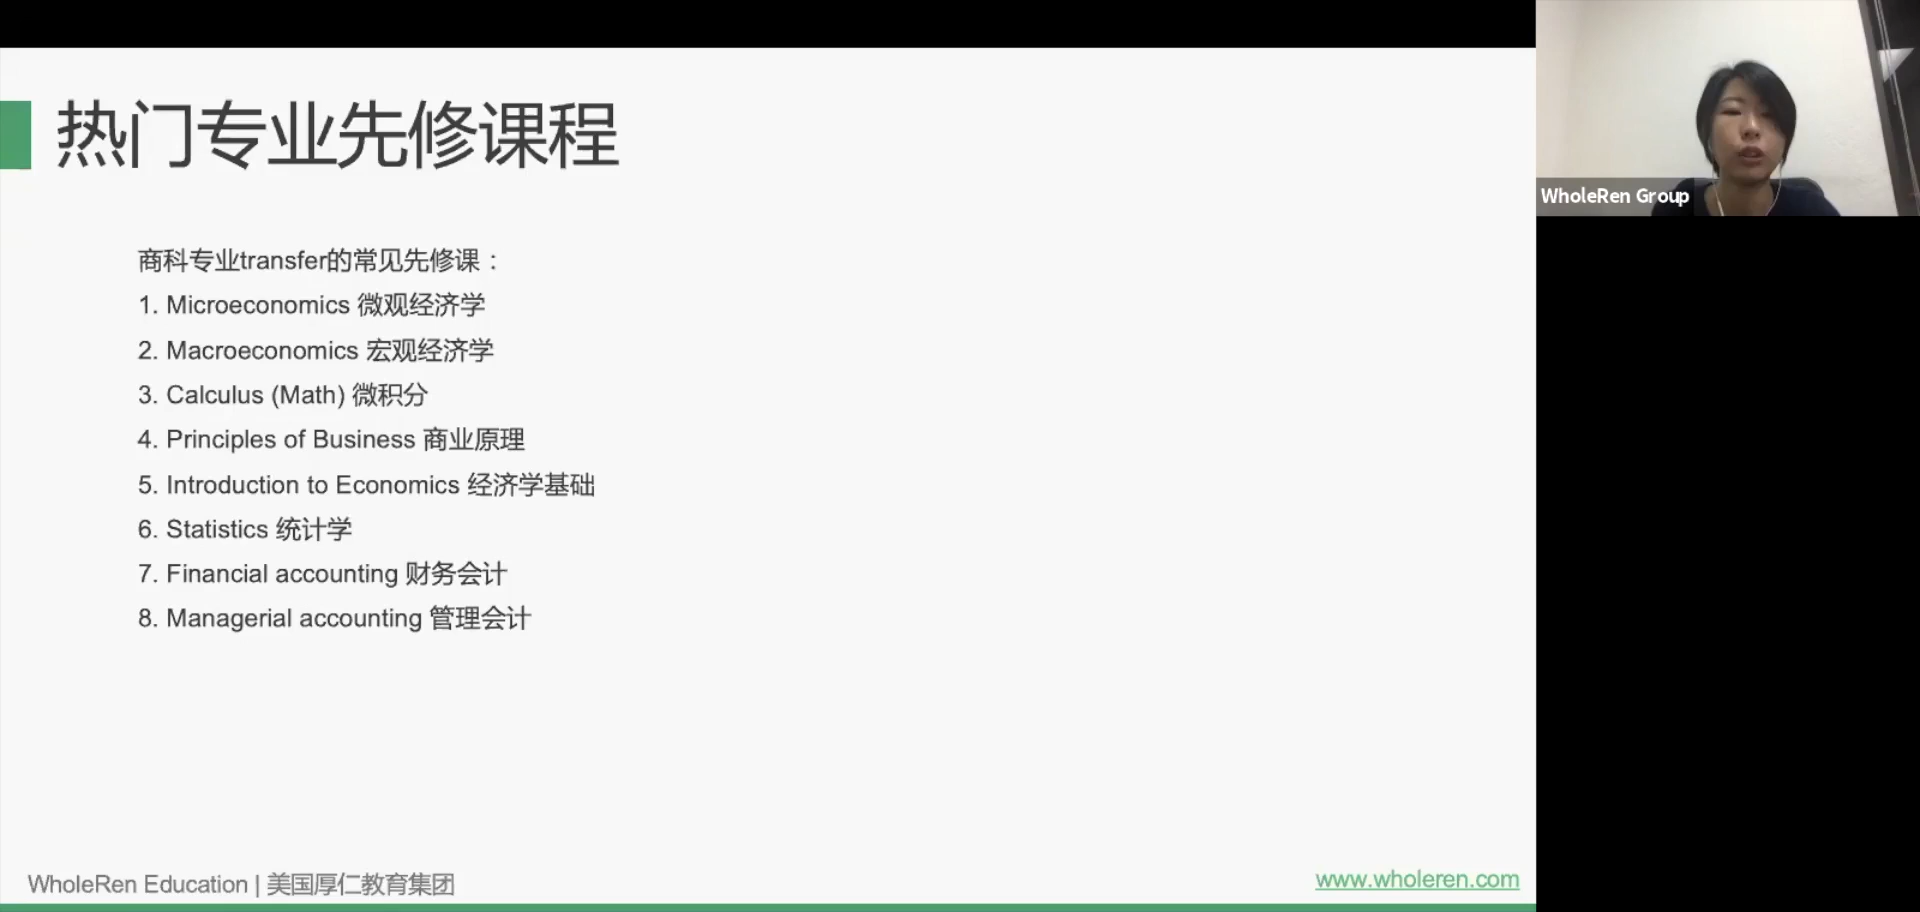 热门专业先修课程
WholeRen Group
商科专业transfer的常见先修课：
1. Microeconomics 微观经济学
2. Macroeconomics 宏观经济学
3. Calculus (Math) 微积分
4. Principles of Business 商业原理
5. Introduction to Economics 经济学基础
6. Statistics 统计学
7. Financial accounting 财务会计
8. Managerial accounting 管理会计
WholeRen Education | 美国厚仁教育集团
www.wholeren.com